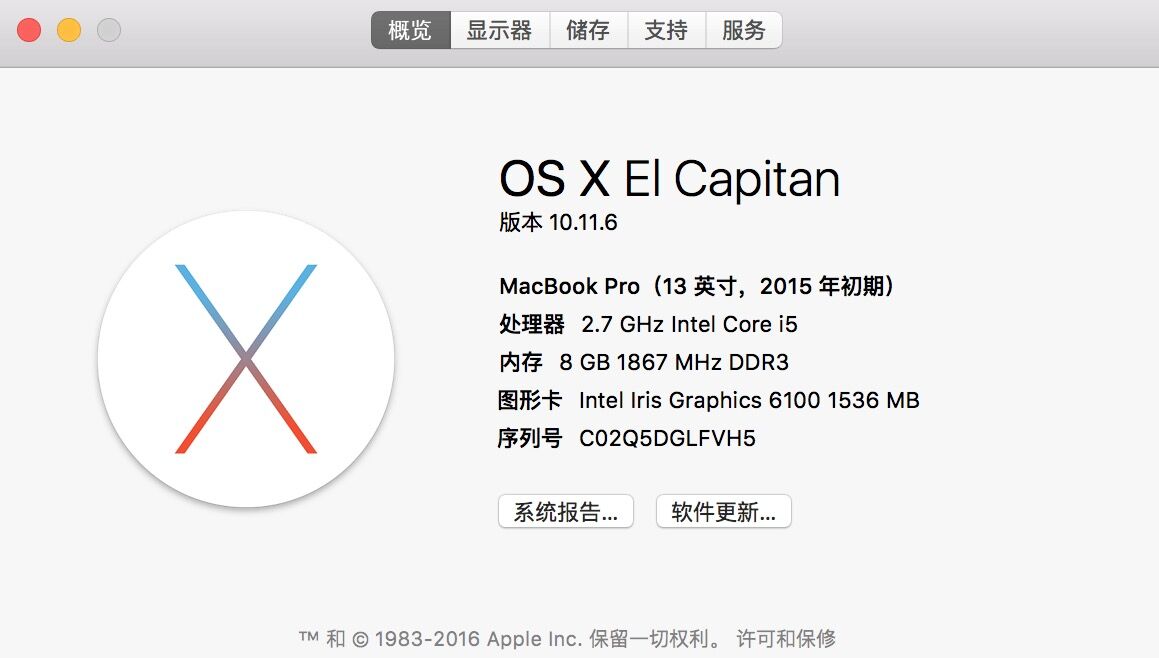 概览 显示器 储存 支持 服务
OS X El Capitan
版本 10.11.6
MacBook Pro（13 英寸，2015 年初期）
处理器 2.7 GHz Intel Core i5
内存 8 GB 1867 MHz DDR3
图形卡 Intel Iris Graphics 6100 1536 MB
序列号 C02Q5DGLFVH5
系统报告... 软件更新...
™ 和 © 1983-2016 Apple Inc. 保留一切权利。 许可和保修